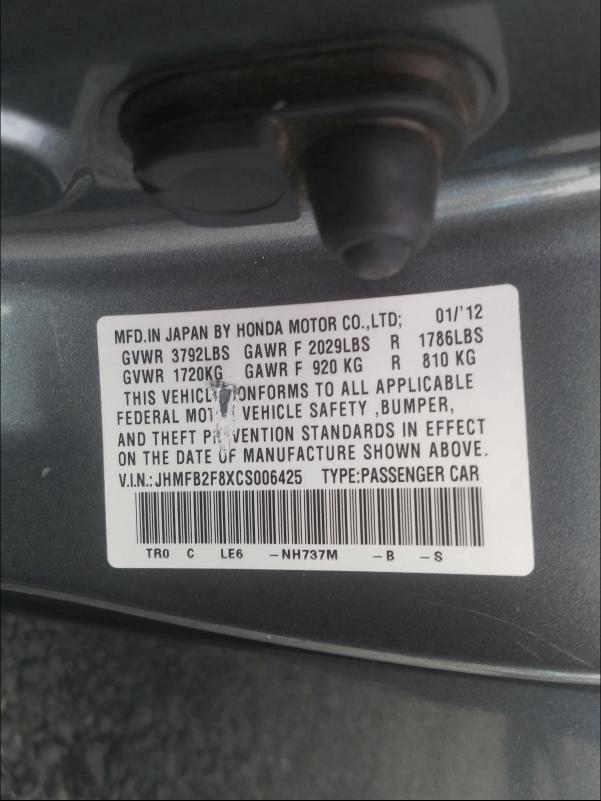 MFD.IN JAPAN BY HONDA MOTOR CO.,LTD; 01/'12
GVWR 3792LBS GAWR F 2029LBS R 1786LBS
GVWR 1720KG GAWR F 920 KG R 810 KG
THIS CONFORMS TO ALL APPLICABLE
FEDERAL VEHICLE SAFETY ,BUMPER,
AND THEFT STANDARDS IN EFFECT
ON THE DATE OF MANUFACTURE SHOWN ABOVE.
V.I.N.:JHMFB2F8XCS006425 TYPE:PASSENGER CAR
TR0 C LE6 -NH737M -B -S